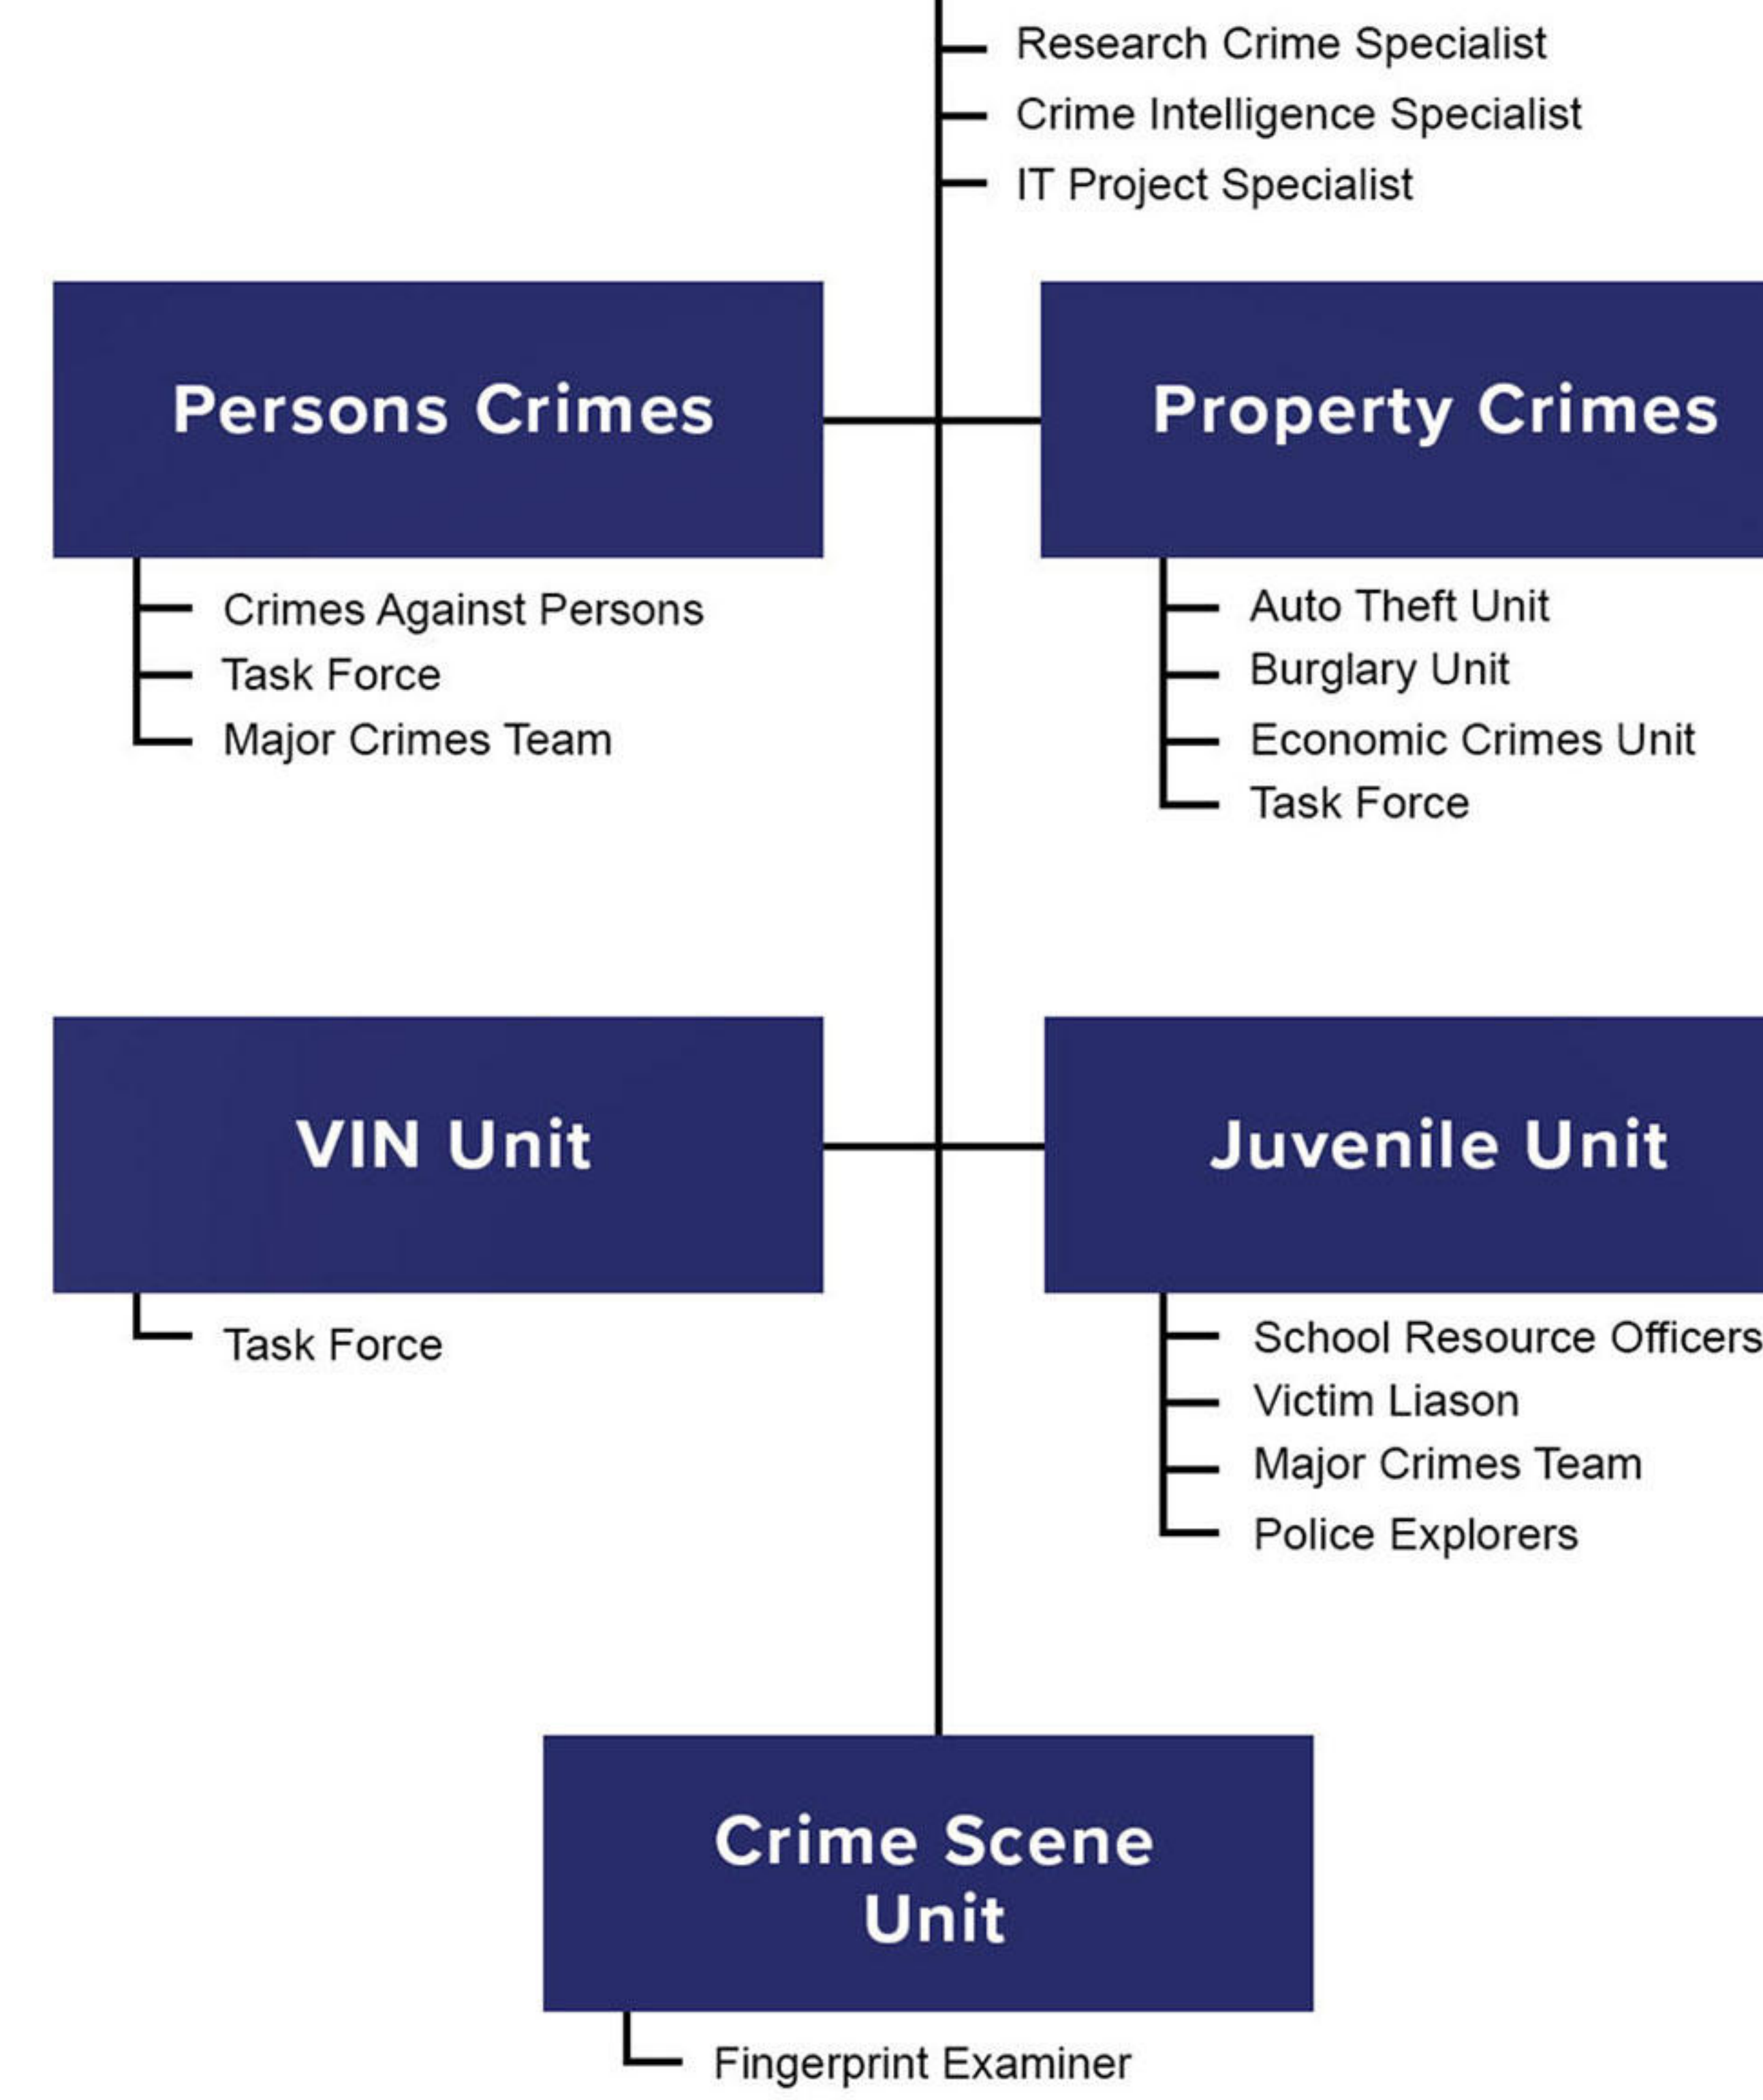 Research Crime Specialist
Crime Intelligence Specialist
IT Project Specialist
Persons Crimes
Crimes Against Persons
Task Force
Major Crimes Team
Property Crimes
Auto Theft Unit
Burglary Unit
Economic Crimes Unit
Task Force
VIN Unit
Task Force
Juvenile Unit
School Resource Officers
Victim Liason
Major Crimes Team
Police Explorers
Crime Scene
Unit
Fingerprint Examiner